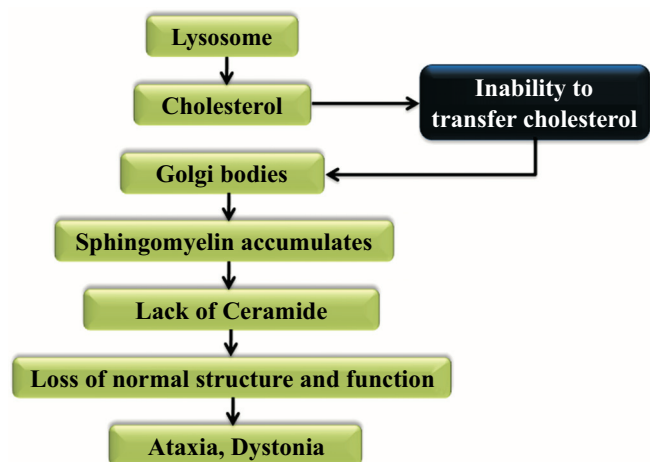 Lysosome
Cholesterol
Inability to
transfer cholesterol
Golgi bodies
Sphingomyelin accumulates
Lack of Ceramide
Loss of normal structure and function
Ataxia, Dystonia